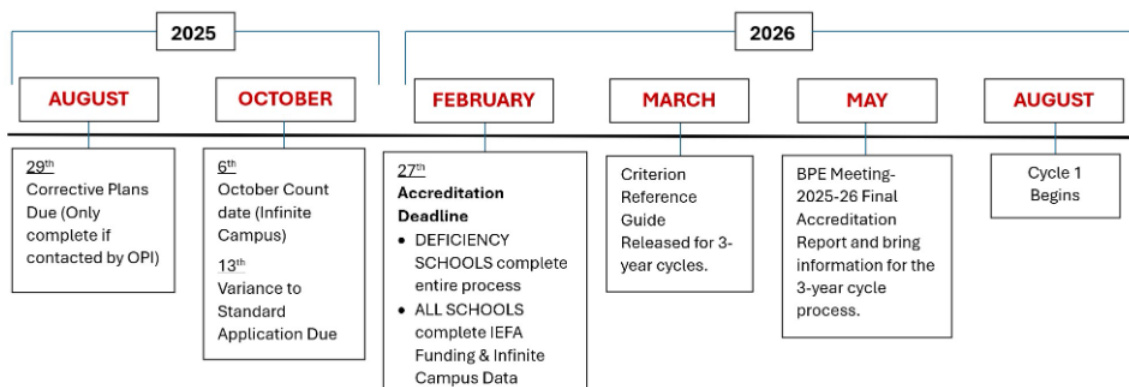 2025
2026
AUGUST
OCTOBER
FEBRUARY
MARCH
MAY
AUGUST
29th
Corrective Plans
Due (Only
complete if
contacted by OPI)
6th
October Count
date (Infinite
Campus)
13th
Variance to
Standard
Application Due
27th
Accreditation
Deadline
• DEFICIENCY
SCHOOLS complete
entire process
• ALL SCHOOLS
complete IEFA
Funding & Infinite
Campus Data
Criterion
Reference
Guide
Released for 3-
year cycles.
BPE Meeting-
2025-26 Final
Accreditation
Report and bring
information for the
3-year cycle
process.
Cycle 1
Begins